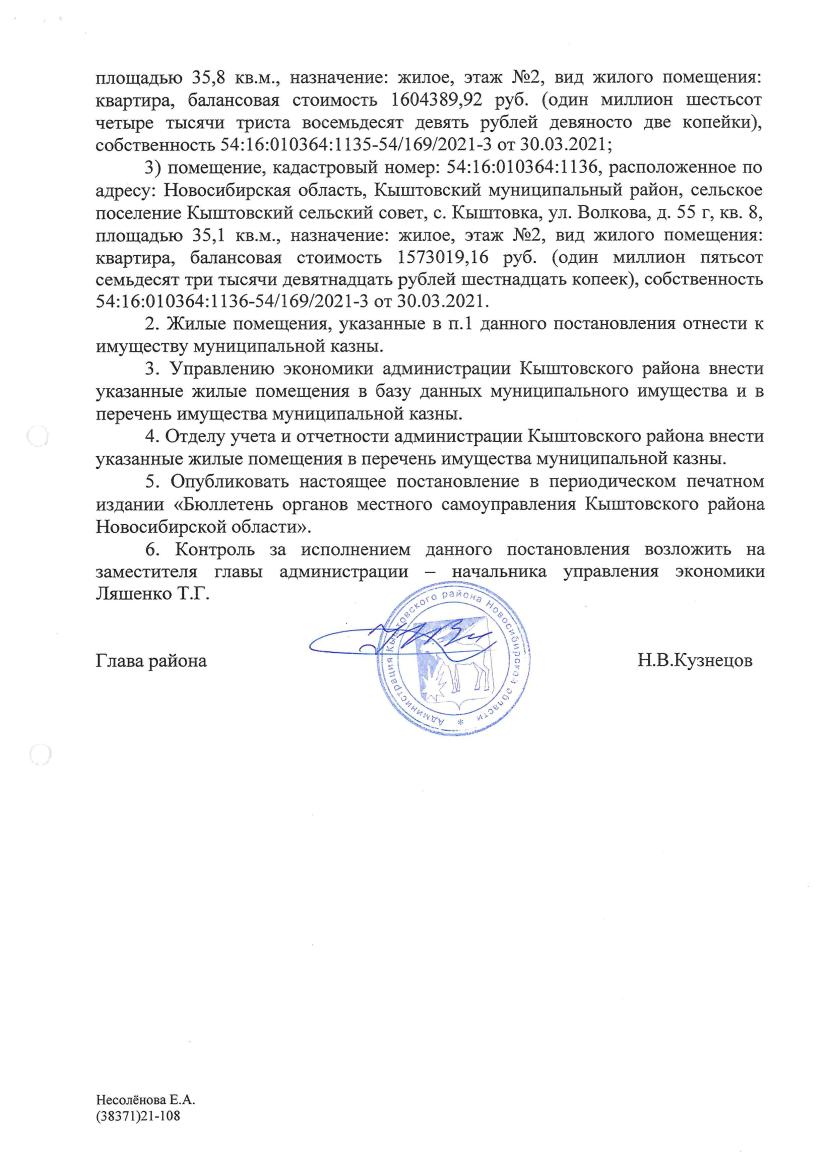 площадью 35,8 кв.м., назначение: жилое, этаж №2, вид жилого помещения:
квартира, балансовая стоимость 1604389,92 руб. (один миллион шестьсот
четыре тысячи триста восемьдесят девять рублей девяносто две копейки),
собственность 54:16:010364:1135-54/169/2021-3 от 30.03.2021;
3) помещение, кадастровый номер: 54:16:010364:1136, расположенное по
адресу: Новосибирская область, Кыштовский муниципальный район, сельское
поселение Кыштовский сельский совет, с. Кыштовка, ул. Волкова, д. 55 г, кв. 8,
площадью 35,1 кв.м., назначение: жилое, этаж №2, вид жилого помещения:
квартира, балансовая стоимость 1573019,16 руб. (один миллион пятьсот
семьдесят три тысячи девятнадцать рублей шестнадцать копеек), собственность
54:16:010364:1136-54/169/2021-3 от 30.03.2021.
2. Жилые помещения, указанные в п.1 данного постановления отнести к
имуществу муниципальной казны.
3. Управлению экономики администрации Кыштовского района внести
указанные жилые помещения в базу данных муниципального имущества и в
перечень имущества муниципальной казны.
4. Отделу учета и отчетности администрации Кыштовского района внести
указанные жилые помещения в перечень имущества муниципальной казны.
5. Опубликовать настоящее постановление в периодическом печатном
издании «Бюллетень органов местного самоуправления Кыштовского района
Новосибирской области».
6. Контроль за исполнением данного постановления возложить на
заместителя главы администрации – начальника управления экономики
Ляшенко Т.Г.
Администрация Кыштовского района Новосибирской области *
Глава района Н.В.Кузнецов
Несолёнова Е.А.
(38371)21-108